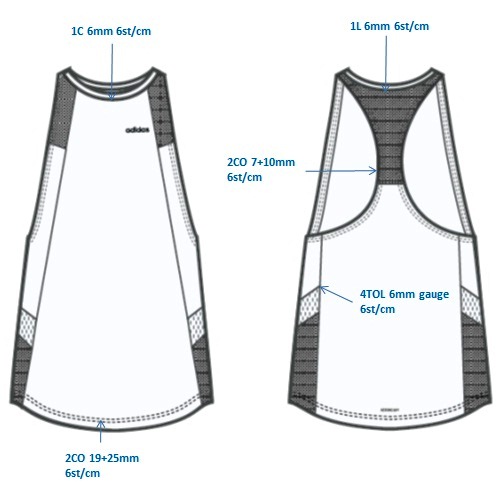 1C 6mm 6st/cm
1L 6mm 6st/cm
adidas
2CO 7+10mm
6st/cm
4TOL 6mm gauge
6st/cm
2CO 19+25mm
6st/cm